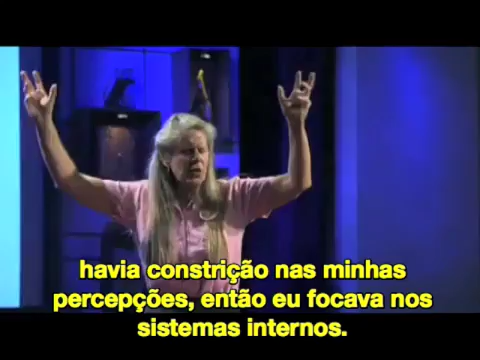 havia constrição nas minhas
percepções, então eu focava nos
sistemas internos.